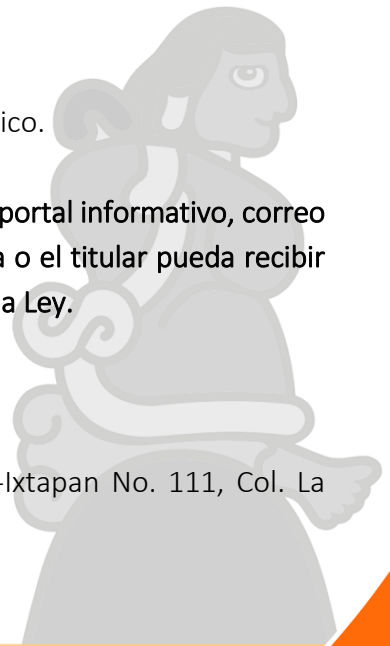 ico.
portal informativo, correo
a o el titular pueda recibir
a Ley.
-Ixtapan No. 111, Col. La